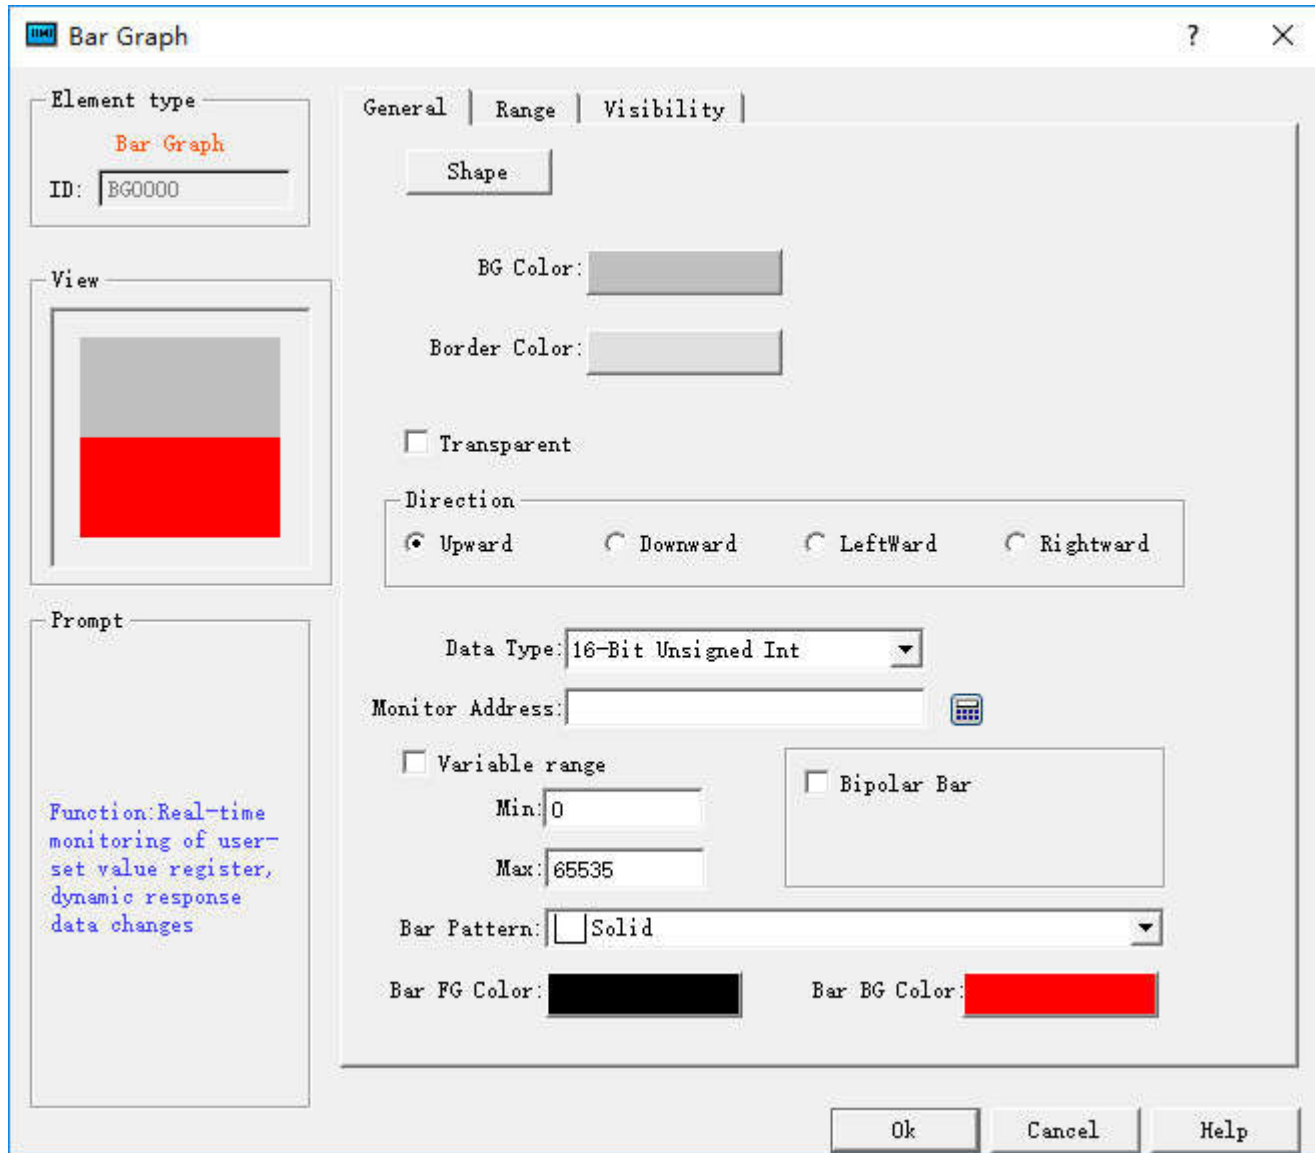 Bar Graph
?
Element type
Bar Graph
ID: BG0000
View
Prompt
Function:Real-time
monitoring of user-
set value register,
dynamic response
data changes
General Range Visibility
Shape
BG Color:
Border Color:
Transparent
Direction
Upward Downward LeftWard Rightward
Data Type: 16-Bit Unsigned Int
Monitor Address:
Variable range
Min: 0
Max: 65535
Bipolar Bar
Bar Pattern: Solid
Bar FG Color: Bar BG Color:
Ok Cancel Help